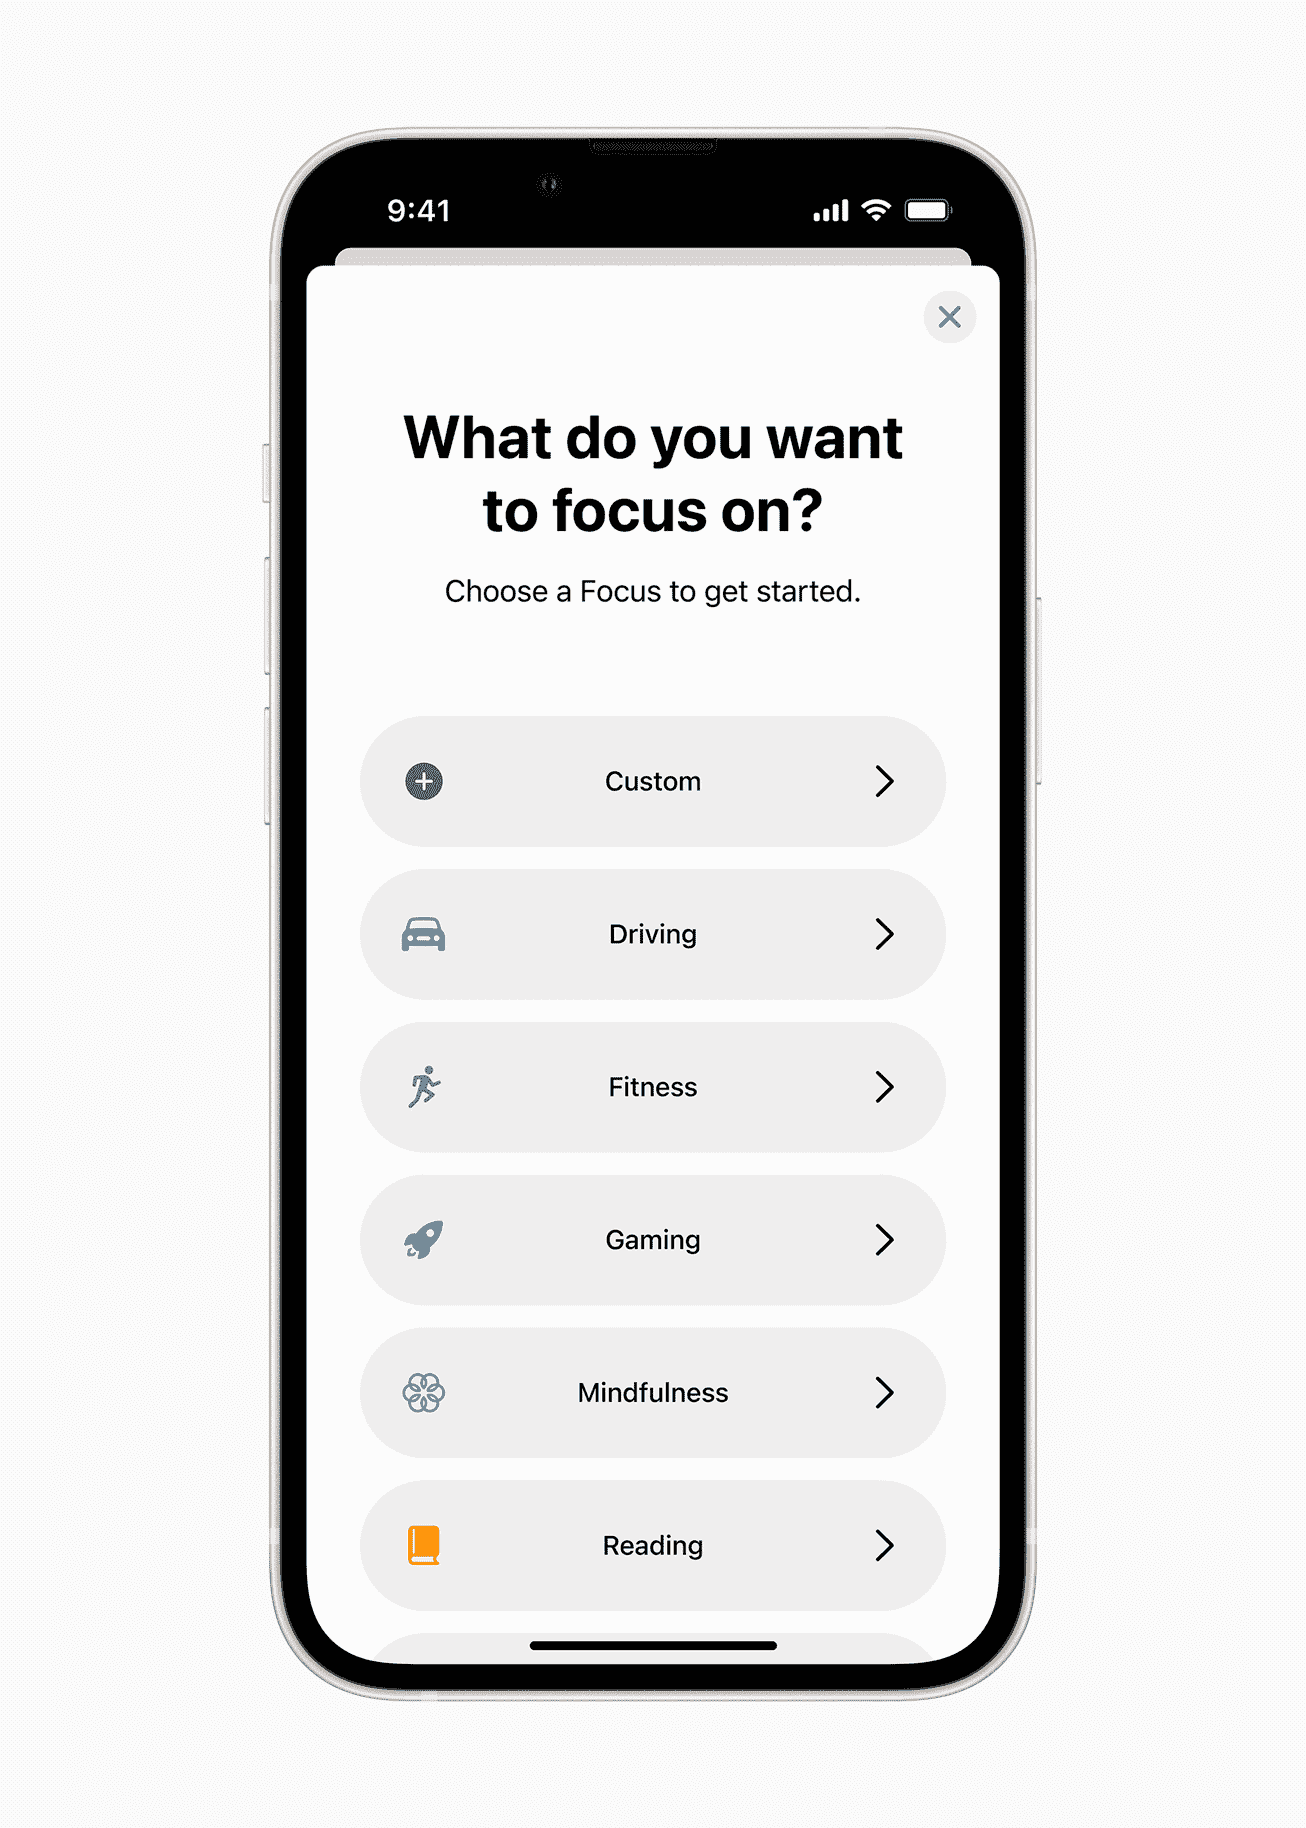 9:41
What do you want
to focus on?
Choose a Focus to get started.
Custom
Driving
Fitness
Gaming
Mindfulness
Reading